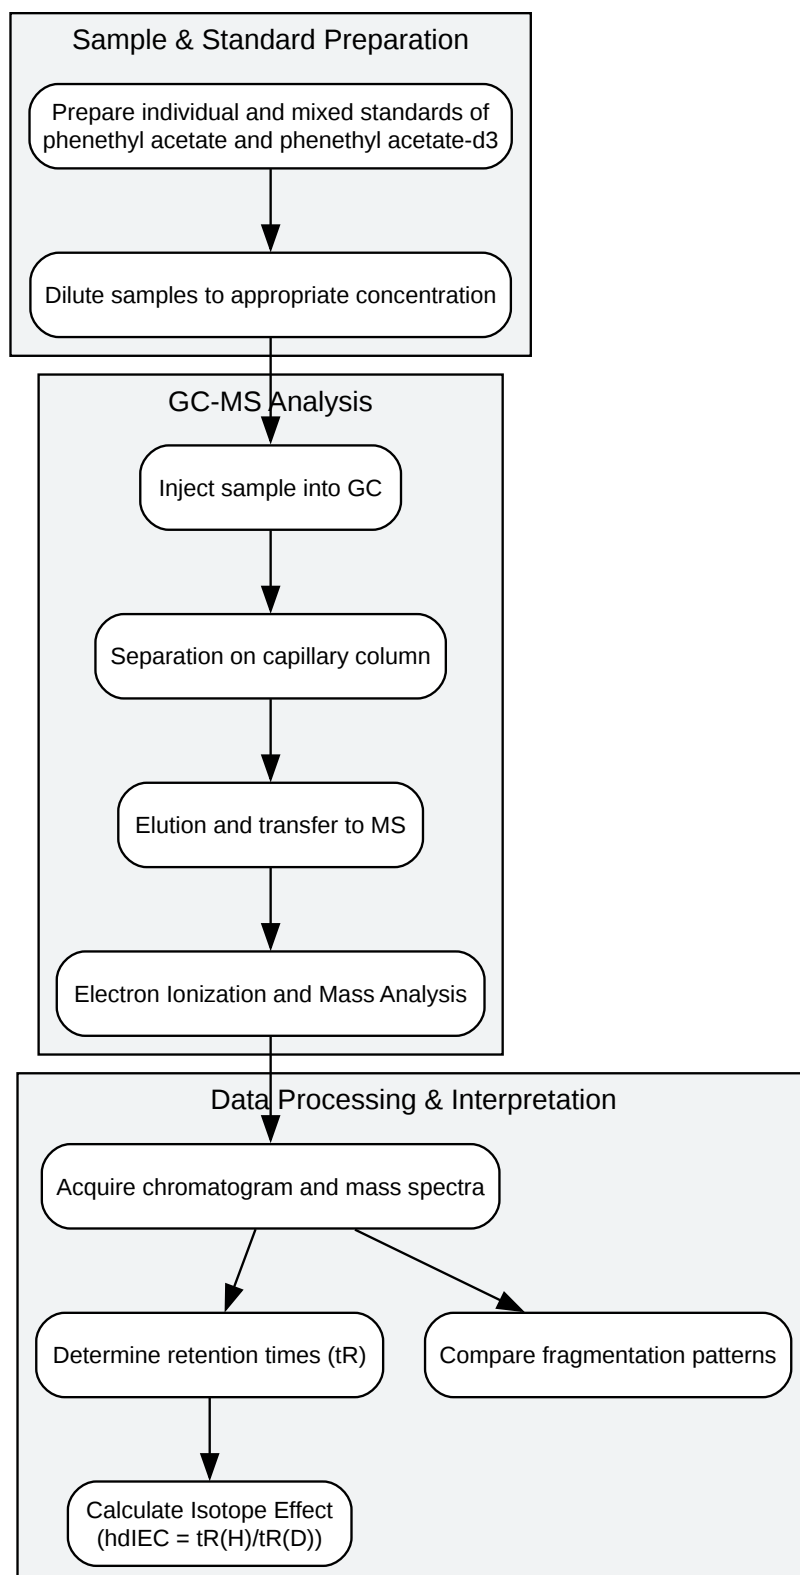 Sample & Standard Preparation
Prepare individual and mixed standards of
phenethyl acetate and phenethyl acetate-d3
Dilute samples to appropriate concentration
GC-MS Analysis
Inject sample into GC
Separation on capillary column
Elution and transfer to MS
Electron Ionization and Mass Analysis
Data Processing & Interpretation
Acquire chromatogram and mass spectra
Determine retention times (tR)
Compare fragmentation patterns
Calculate Isotope Effect
(hdIEC = tR(H)/tR(D))